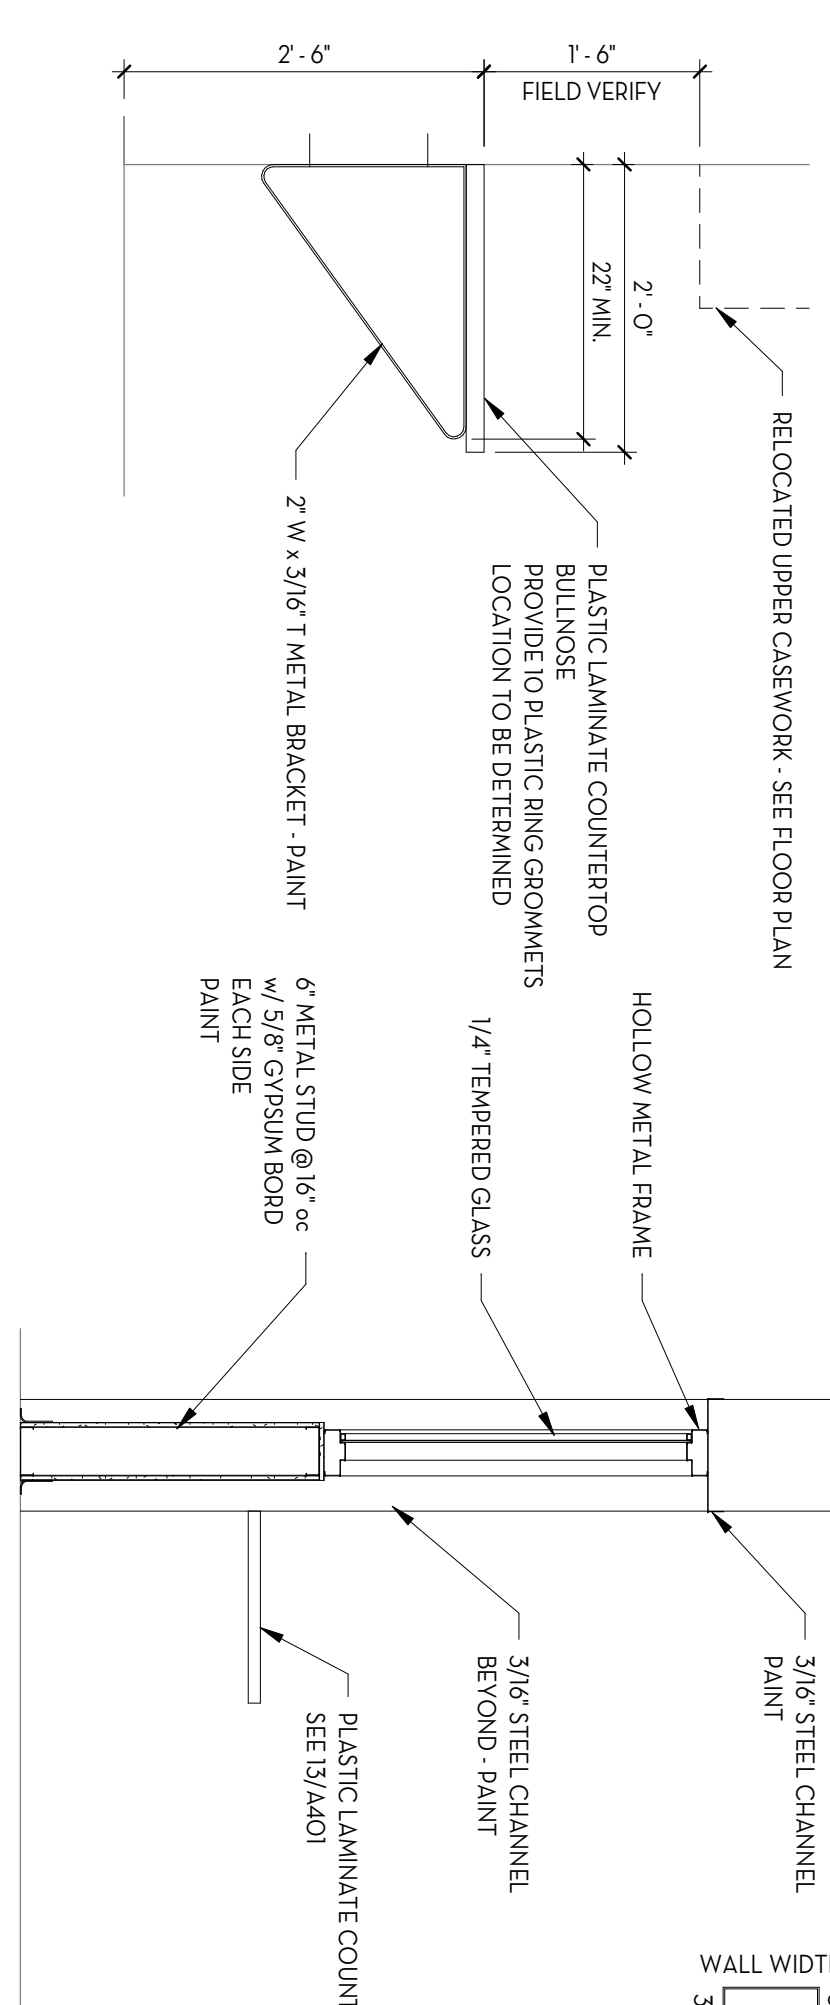 2' - 6"
1' - 6"
FIELD VERIFY
2' - 0"
22" MIN.
RELOCATED UPPER CASEWORK - SEE FLOOR PLAN
PLASTIC LAMINATE COUNTERTOP
BULLNOSE
PROVIDE 10 PLASTIC RING GROMMETS
LOCATION TO BE DETERMINED
2" W x 3/16" T METAL BRACKET - PAINT
HOLLOW METAL FRAME
1/4" TEMPERED GLASS
6" METAL STUD @ 16" oc
w/ 5/8" GYPSUM BORD
EACH SIDE
PAINT
3/16" STEEL CHANNEL
PAINT
3/16" STEEL CHANNEL
BEYOND - PAINT
PLASTIC LAMINATE COUNT
SEE 13/A401
WALL WIDTH
3